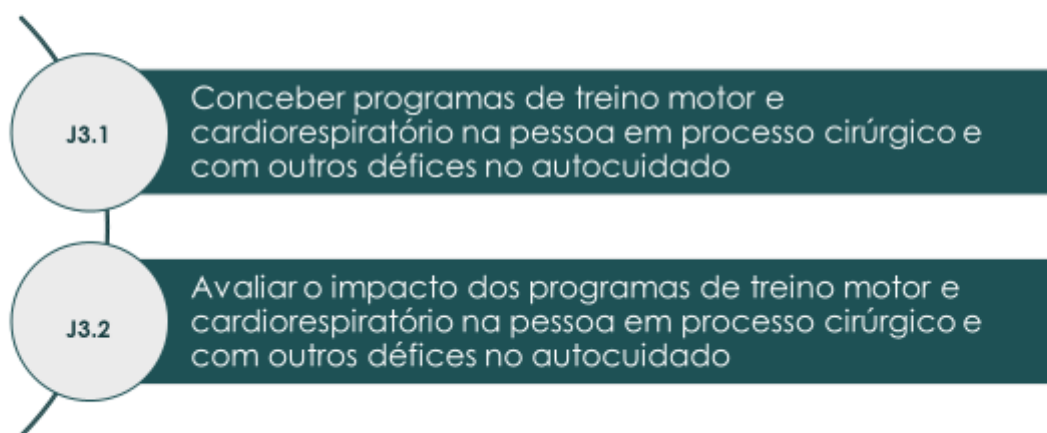 J3.1
Conceber programas de treino motor e
cardiorespiratório na pessoa em processo cirúrgico e
com outros défices no autocuidado
J3.2
Avaliar o impacto dos programas de treino motor e
cardiorespiratório na pessoa em processo cirúrgico e
com outros défices no autocuidado